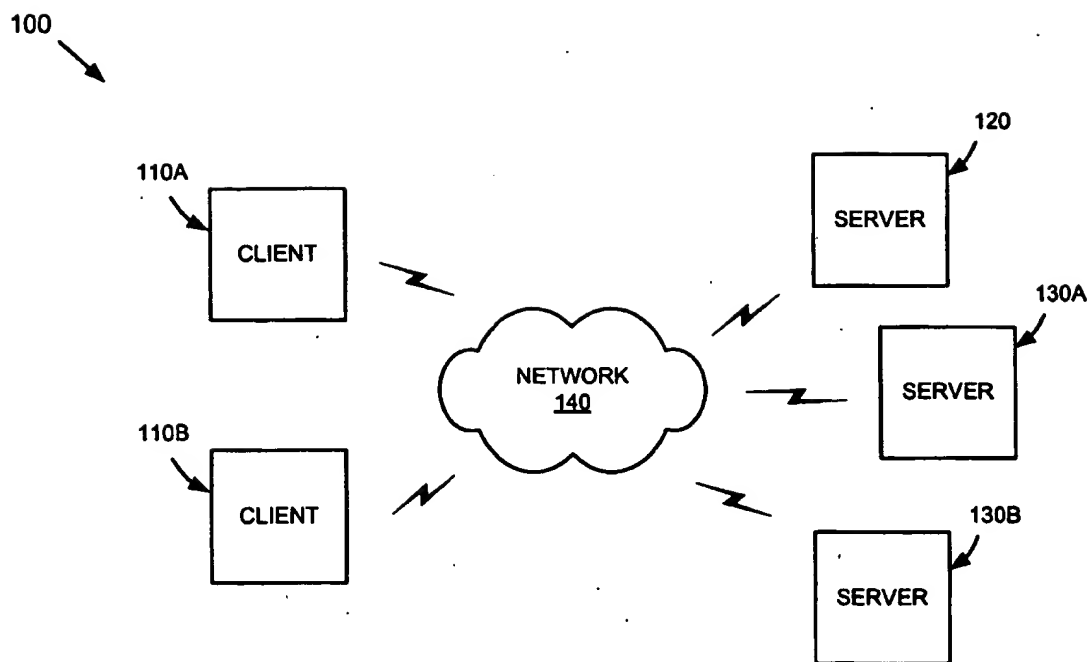 100
110A
CLIENT
110B
CLIENT
NETWORK
140
120
SERVER
130A
SERVER
130B
SERVER